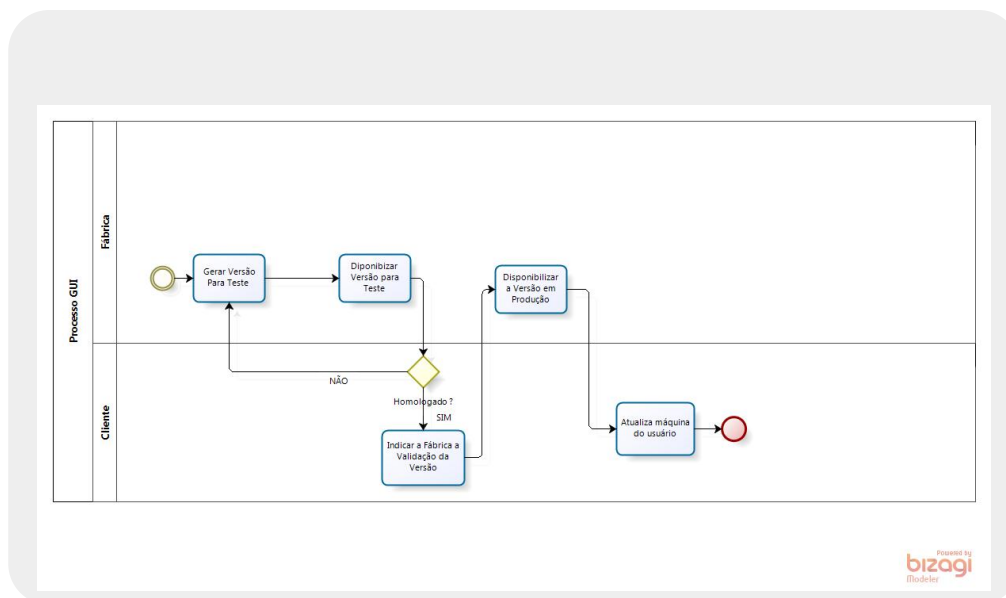 Processo GUI
Fábrica
Gerar Versão
Para Teste
Diponibizar
Versão para
Teste
Disponibilizar
a Versão em
Produção
Cliente
NÃO
Homologado ?
SIM
Indicar a Fábrica a
Validação da
Versão
Atualiza máquina
do usuário
Powered by
bizagi
Modeler